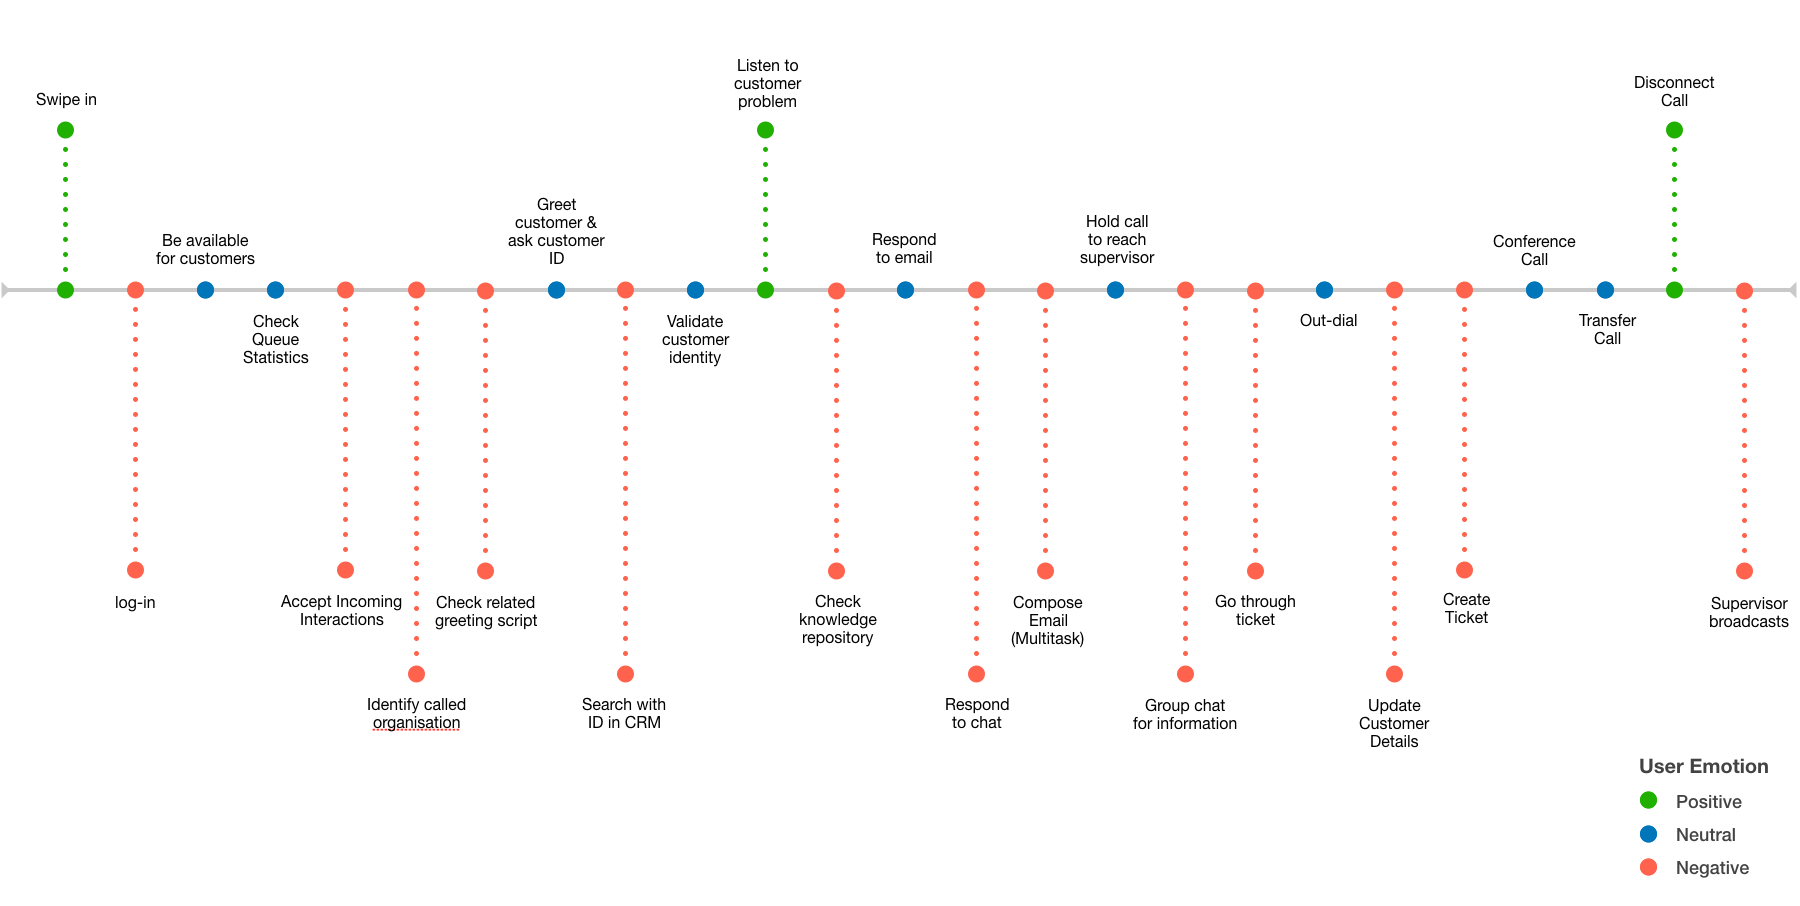 Swipe in
log-in
Be available
for customers
Check
Queue
Statistics
Accept Incoming
Interactions
Identify called
organisation
Check related
greeting script
Greet
customer &
ask customer
ID
Search with
ID in CRM
Validate
customer
identity
Listen to
customer
problem
Check
knowledge
repository
Respond
to email
Respond
to chat
Compose
Email
(Multitask)
Hold call
to reach
supervisor
Group chat
for information
Go through
ticket
Out-dial
Update
Customer
Details
Create
Ticket
Conference
Call
Transfer
Call
Disconnect
Call
Supervisor
broadcasts
User Emotion
Positive
Neutral
Negative